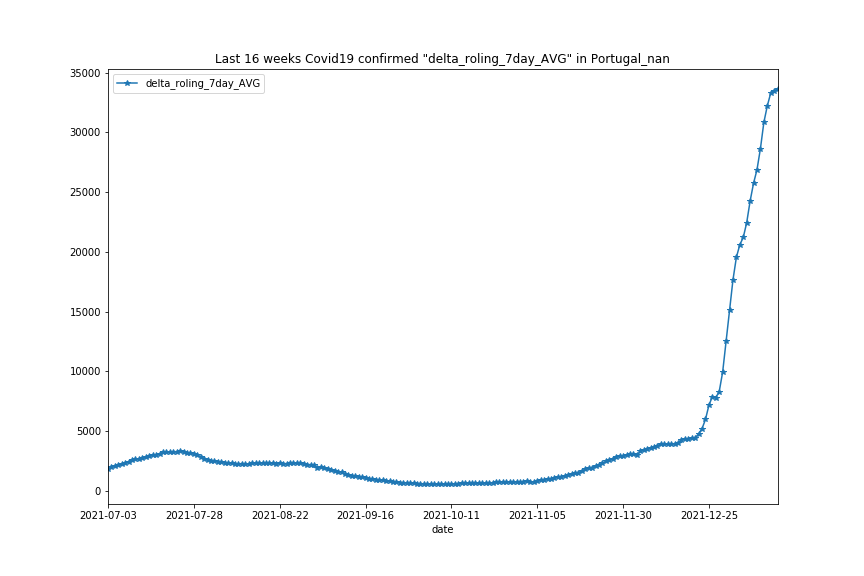 Last 16 weeks Covid19 confirmed "delta_roling_7day_AVG" in Portugal_nan
delta_roling_7day_AVG
35000
30000
25000
20000
15000
10000
5000
0
2021-07-03 2021-07-28 2021-08-22 2021-09-16 2021-10-11 2021-11-05 2021-11-30 2021-12-25
date